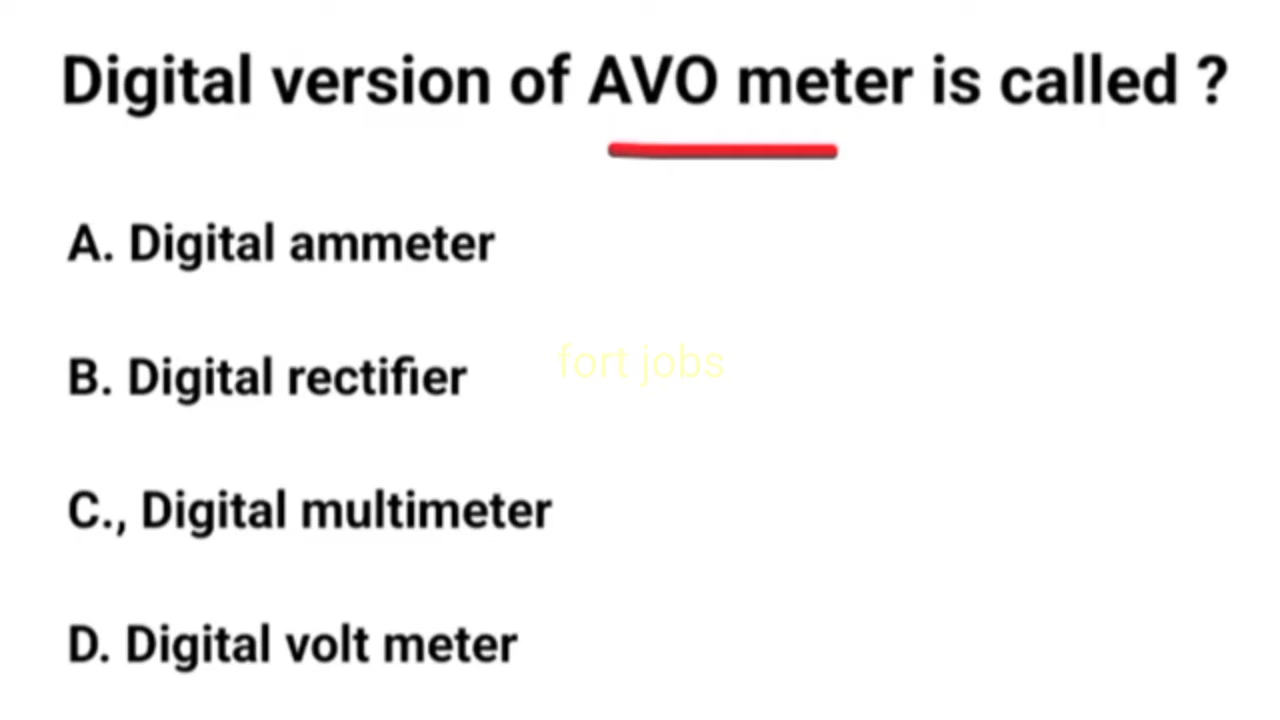 Digital version of AVO meter is called ?
A. Digital ammeter
B. Digital rectifier
fort jobs
C., Digital multimeter
D. Digital volt meter